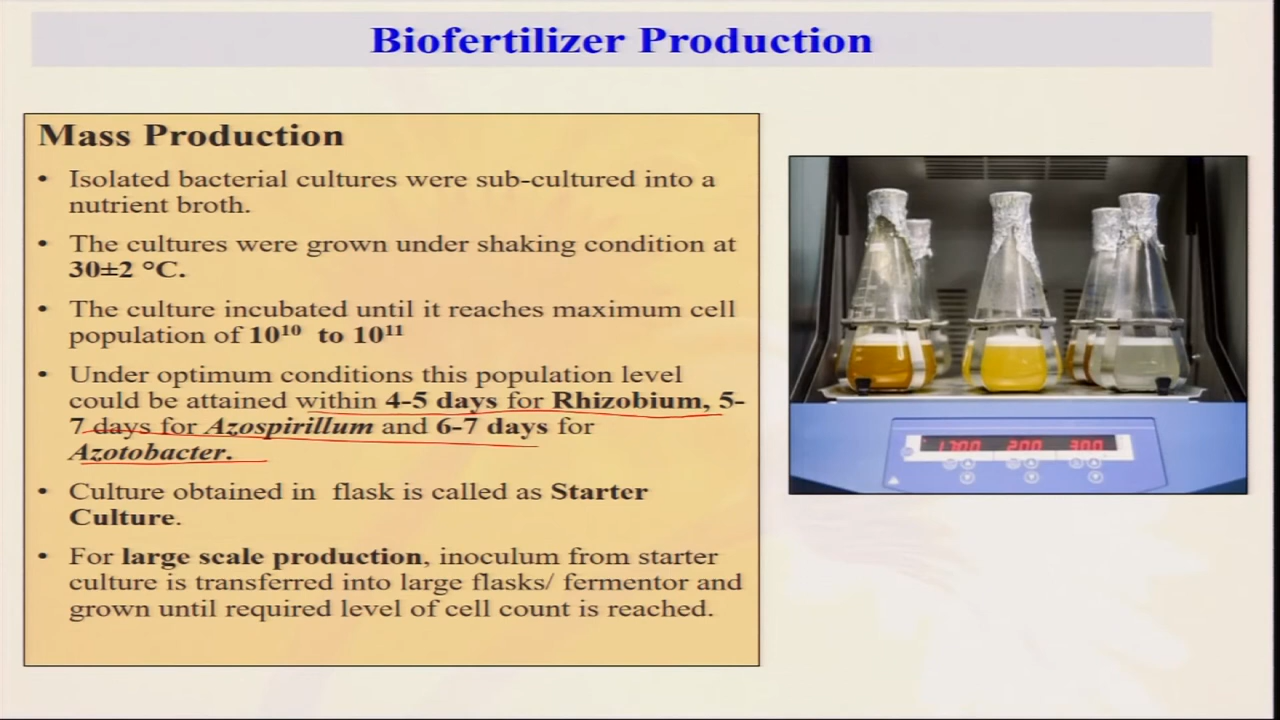 Biofertilizer Production
Mass Production
• Isolated bacterial cultures were sub-cultured into a
nutrient broth.
• The cultures were grown under shaking condition at
30±2 °C.
• The culture incubated until it reaches maximum cell
population of 10¹⁰ to 10¹¹
• Under optimum conditions this population level
could be attained within 4-5 days for Rhizobium, 5-
7 days for Azospirillum and 6-7 days for
Azotobacter.
• Culture obtained in flask is called as Starter
Culture.
• For large scale production, inoculum from starter
culture is transferred into large flasks/ fermentor and
grown until required level of cell count is reached.
200 300